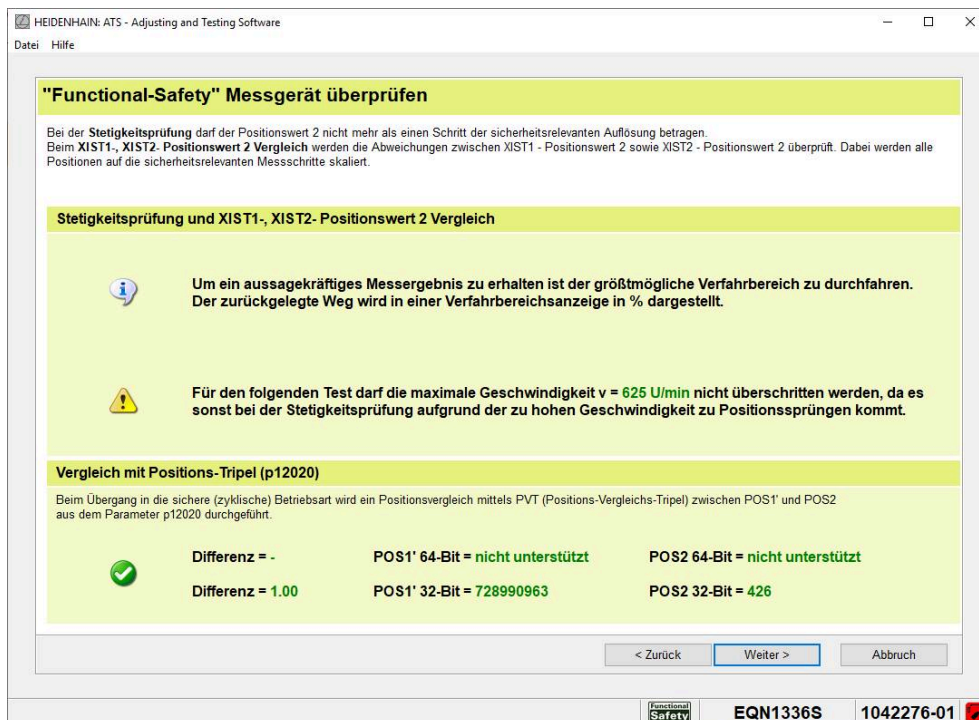 HEIDENHAIN: ATS - Adjusting and Testing Software
Datei Hilfe
"Functional-Safety" Messgerät überprüfen
Bei der Stetigkeitsprüfung darf der Positionswert 2 nicht mehr als einen Schritt der sicherheitsrelevanten Auflösung betragen.
Beim XIST1-, XIST2- Positionswert 2 Vergleich werden die Abweichungen zwischen XIST1 - Positionswert 2 sowie XIST2 - Positionswert 2 überprüft. Dabei werden alle
Positionen auf die sicherheitsrelevanten Messschritte skaliert.
Stetigkeitsprüfung und XIST1-, XIST2- Positionswert 2 Vergleich
Um ein aussagekräftiges Messergebnis zu erhalten ist der größtmögliche Verfahrbereich zu durchfahren.
Der zurückgelegte Weg wird in einer Verfahrbereichsanzeige in % dargestellt.
Für den folgenden Test darf die maximale Geschwindigkeit v = 625 U/min nicht überschritten werden, da es
sonst bei der Stetigkeitsprüfung aufgrund der zu hohen Geschwindigkeit zu Positionssprüngen kommt.
Vergleich mit Positions-Tripel (p12020)
Beim Übergang in die sichere (zyklische) Betriebsart wird ein Positionsvergleich mittels PVT (Positions-Vergleichs-Tripel) zwischen POS1' und POS2
aus dem Parameter p12020 durchgeführt.
Differenz = - POS1' 64-Bit = nicht unterstützt POS2 64-Bit = nicht unterstützt
Differenz = 1.00 POS1' 32-Bit = 728990963 POS2 32-Bit = 426
< Zurück Weiter > Abbruch
Functional
Safety EQN1336S 1042276-01